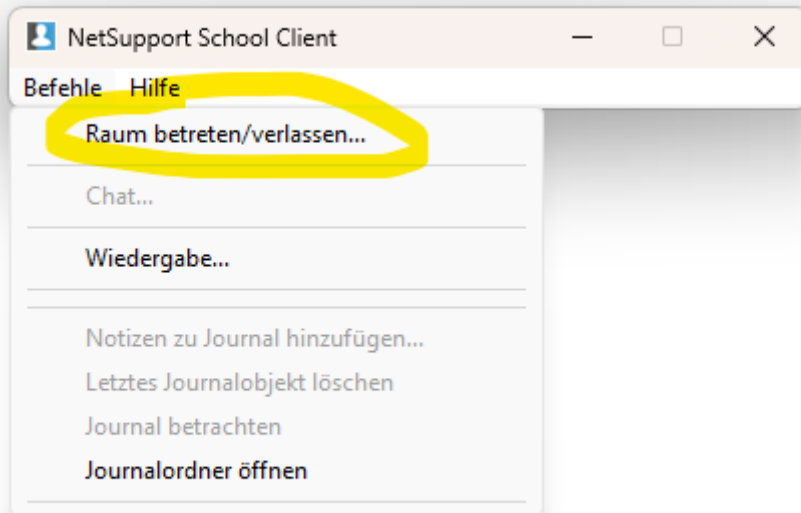 NetSupport School Client
Befehle Hilfe
Raum betreten/verlassen...
Chat...
Wiedergabe...
Notizen zu Journal hinzufügen...
Letztes Journalobjekt löschen
Journal betrachten
Journalordner öffnen